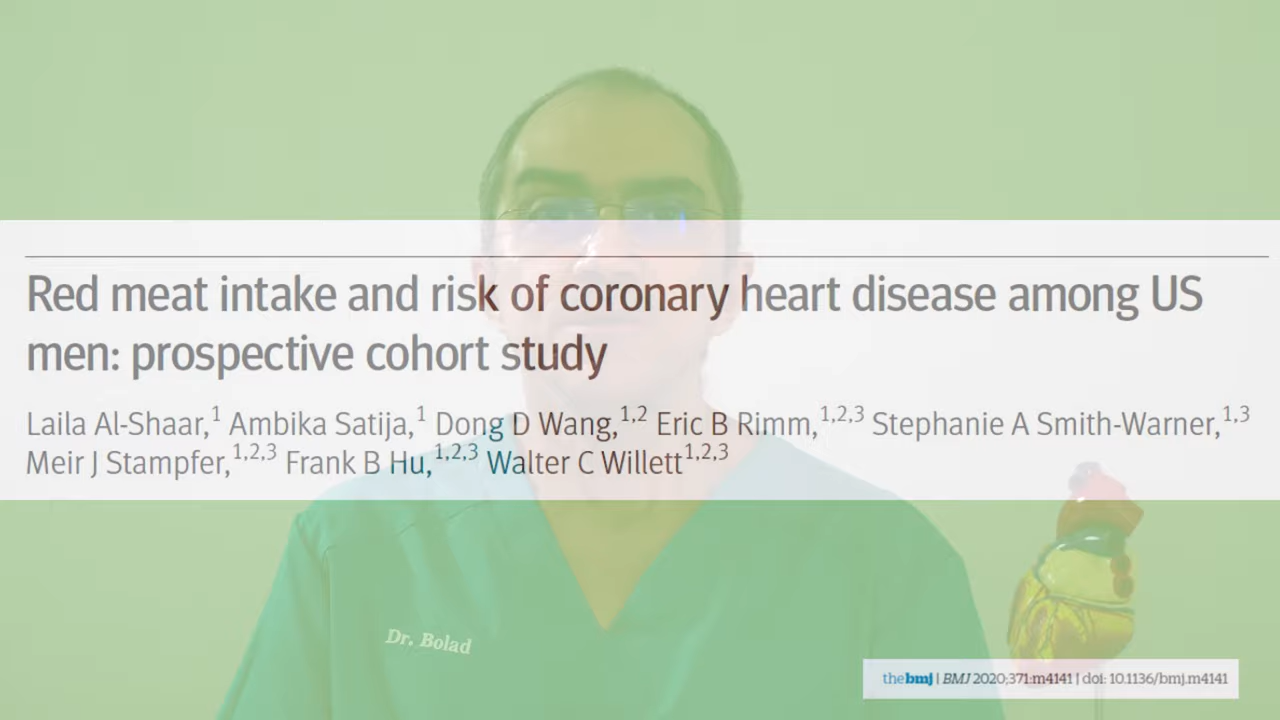 Red meat intake and risk of coronary heart disease among US
men: prospective cohort study
Laila Al-Shaar,¹ Ambika Satija,¹ Dong D Wang,¹,² Eric B Rimm,¹,²,³ Stephanie A Smith-Warner,¹,³
Meir J Stampfer,¹,²,³ Frank B Hu,¹,²,³ Walter C Willett¹,²,³
Dr. Bolad
thebmj | BMJ 2020;371:m4141 | doi: 10.1136/bmj.m4141